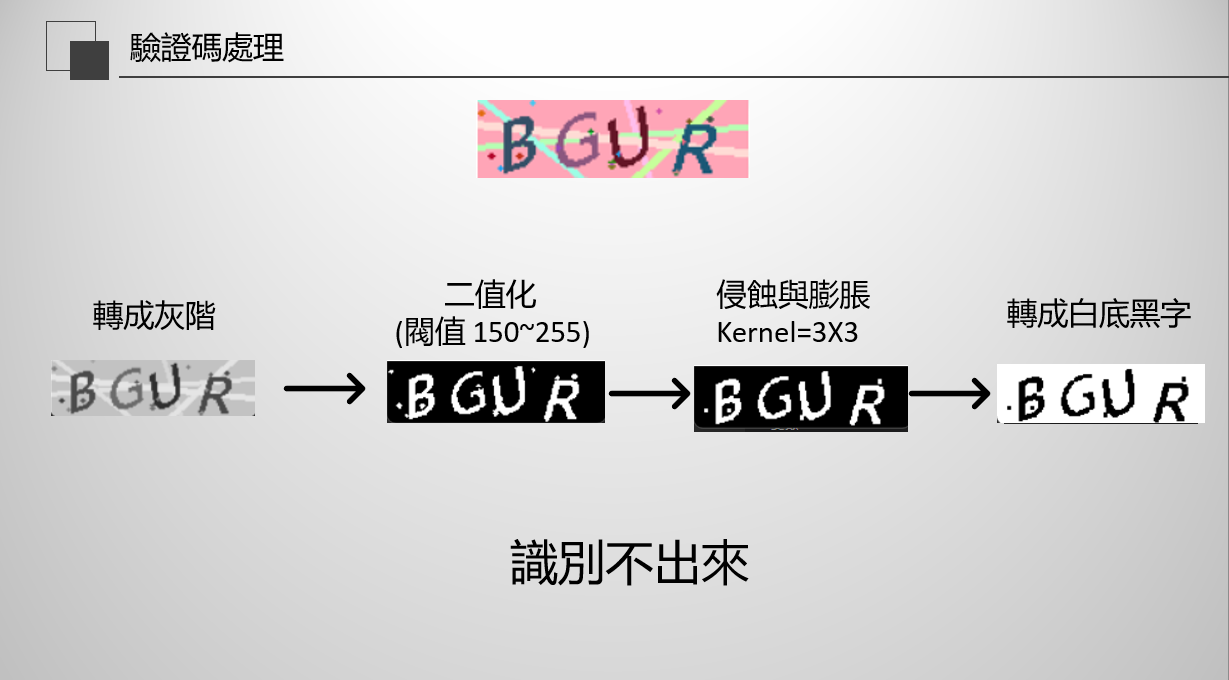 驗證碼處理
BGUR
轉成灰階
BGUR
二值化
(閥值 150~255)
BGUR
侵蝕與膨脹
Kernel=3X3
BGUR
轉成白底黑字
BGUR
識別不出來